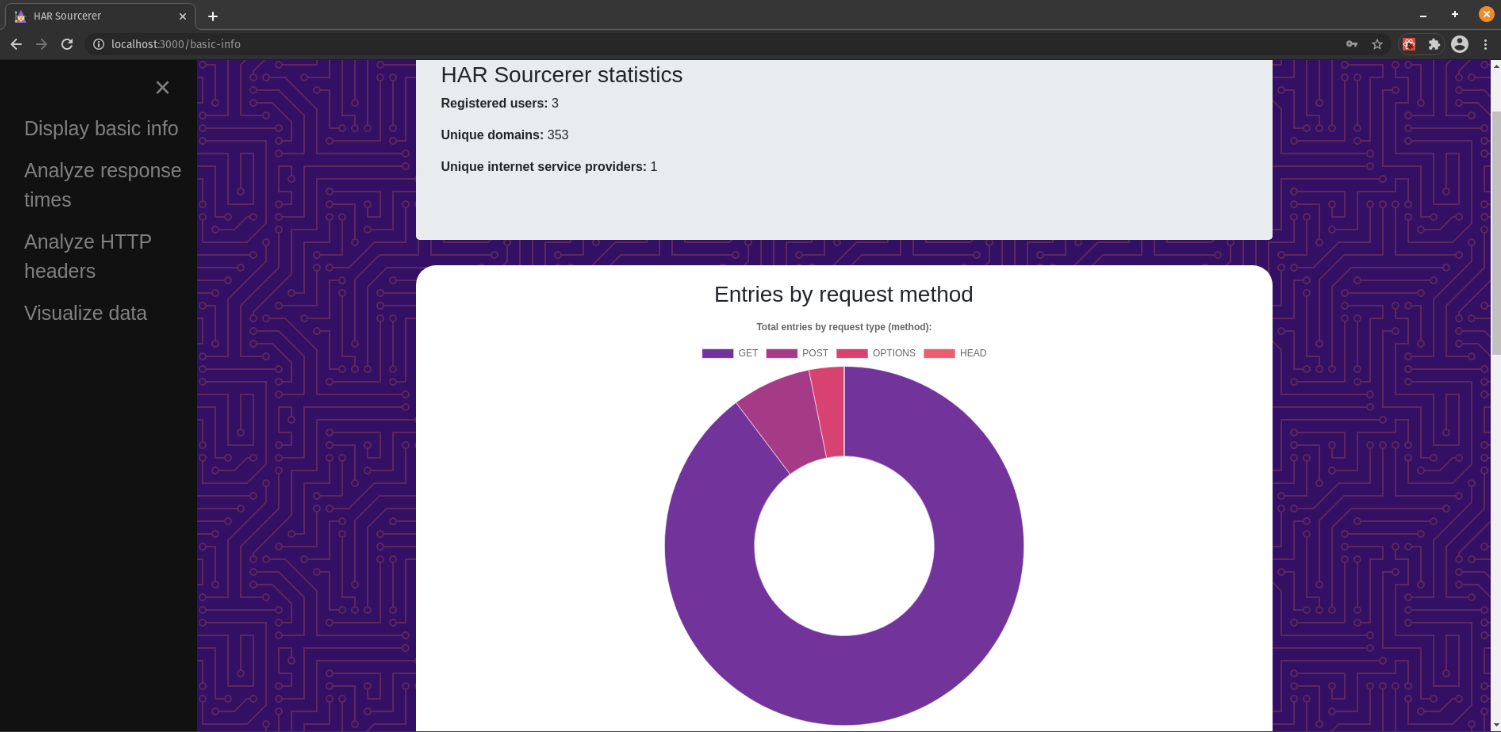 HAR Sourcerer
localhost:3000/basic-info
Display basic info
Analyze response
times
Analyze HTTP
headers
Visualize data
HAR Sourcerer statistics
Registered users: 3
Unique domains: 353
Unique internet service providers: 1
Entries by request method
Total entries by request type (method):
GET POST OPTIONS HEAD